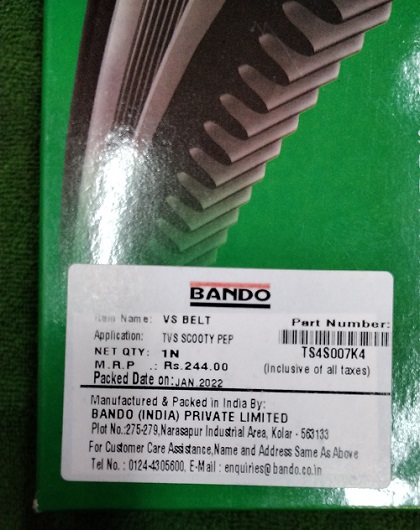 BANDO
Item Name: VS BELT
Part Number:
Application: TVS SCOOTY PEP
TS4S007K4
NET QTY: 1N
M.R.P .: Rs.244.00 (Inclusive of all taxes)
Packed Date on: JAN.2022
Manufactured & Packed in India By:
BANDO (INDIA) PRIVATE LIMITED
Plot No.:275-279,Narasapur Industrial Area, Kolar - 563133
For Customer Care Assistance,Name and Address Same As Above
Tel No. : 0124-4305600, E-Mail : enquiries@bando.co.in